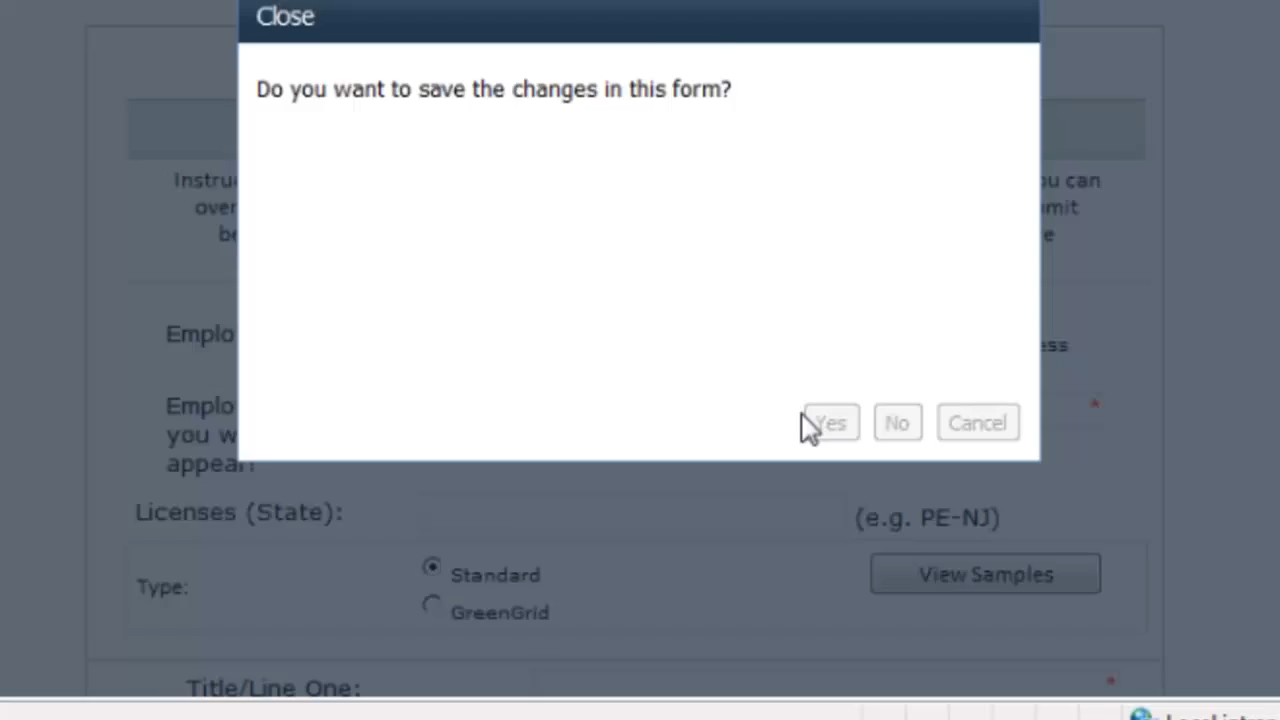 Close
Do you want to save the changes in this form?
Yes No Cancel
Licenses (State): (e.g. PE-NJ)
Type:
Standard
View Samples
GreenGrid
Title/Line One: *